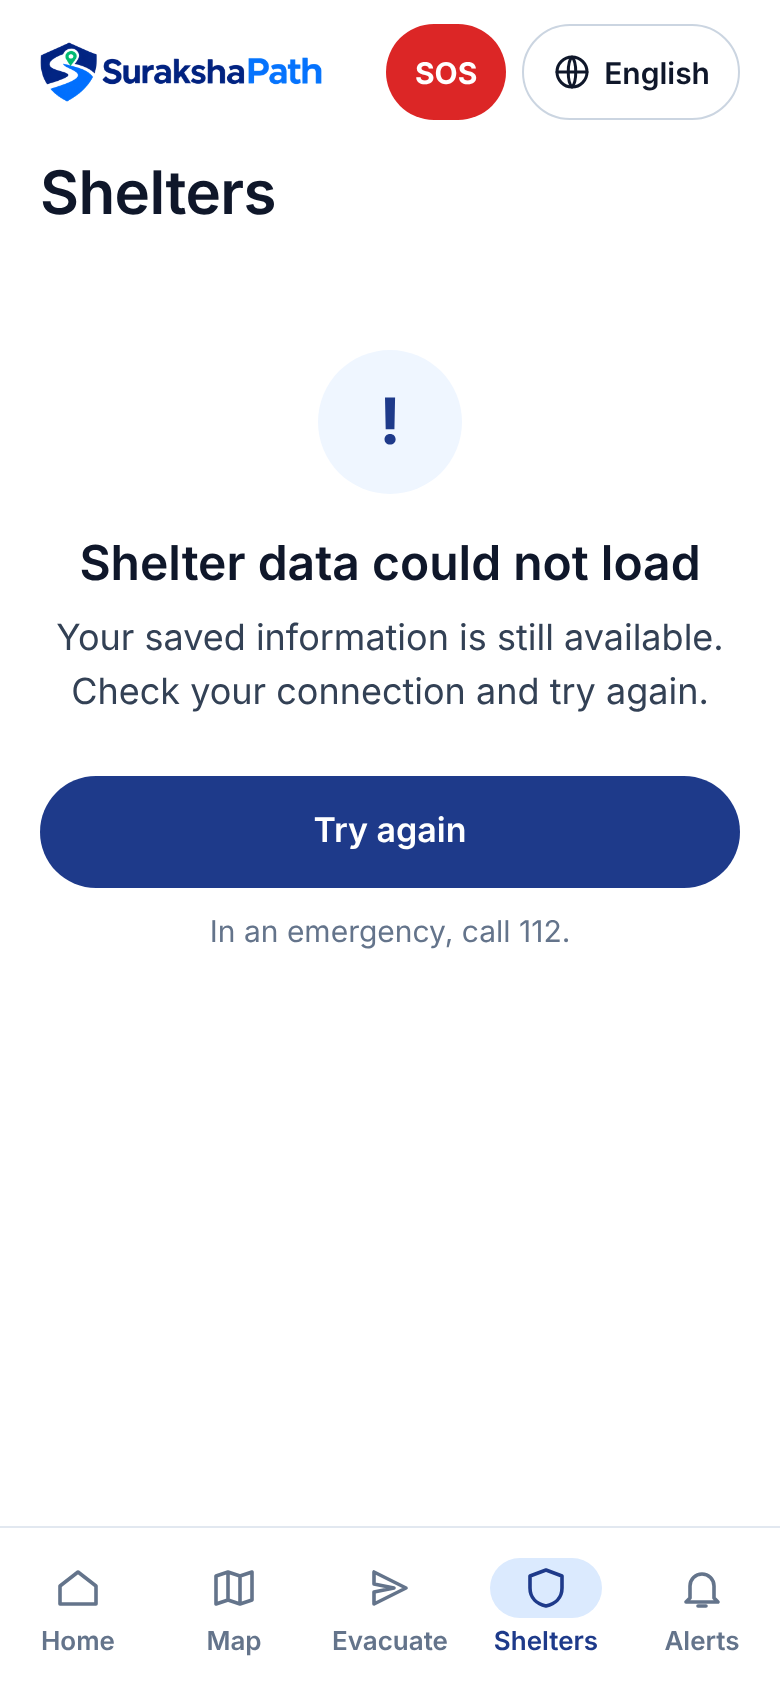 SurakshaPath
SOS
English
Shelters
!
Shelter data could not load
Your saved information is still available.
Check your connection and try again.
Try again
In an emergency, call 112.
Home
Map
Evacuate
Shelters
Alerts